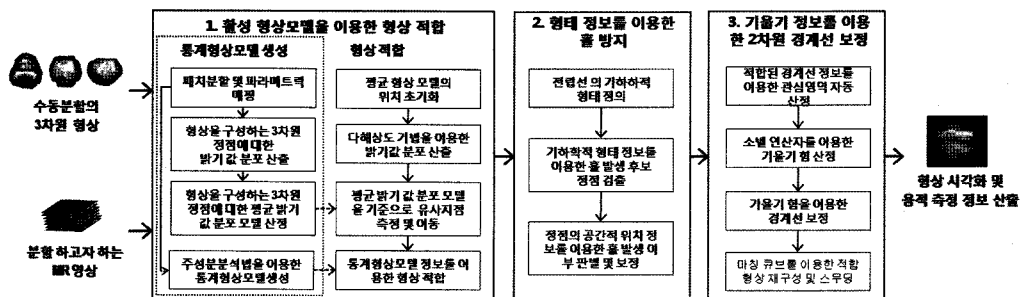 1. 활성 형상모델을 이용한 형상 적합
통계형상모델 생성
형상 적합
패치분할 및 파라메트릭
매핑
형상을 구성하는 3차원
정점에 대한
밝기값 분포 산출
형상을 구성하는 3차원
정점에 대한 평균 밝기
값 분포 모델 산정
주성분분석법을 이용한
통계형상모델생성
평균 형상 모델의
위치 초기화
다해상도 기법을 이용한
밝기값 분포 산출
평균 밝기 값 분포 모델
을 기준으로 유사지점
측정 및 이동
통계형상모델 정보를 이
용한 형상 적합
수동분할의
3차원 형상
분할 하고자 하는
MR 영상
2. 형태 정보를 이용한
홀 방지
전립선의 기하학적
형태 정의
기하학적 형태 정보를
이용한 홀 발생 후보
정점 검출
정점의 공간적 위치 정
보를 이용한 홀 발생 여
부 판별 및 보정
3. 기울기 정보를 이용
한 2차원 경계선 보정
적합된 경계선 정보를
이용한 관심영역 자동
산정
소벨 연산자를 이용한
기울기 힘 산정
기울기 힘을 이용한
경계선 보정
마칭 큐브를 이용한 적합
형상 재구성 및 스무딩
형상 시각화 및
용적 측정 정보 산출